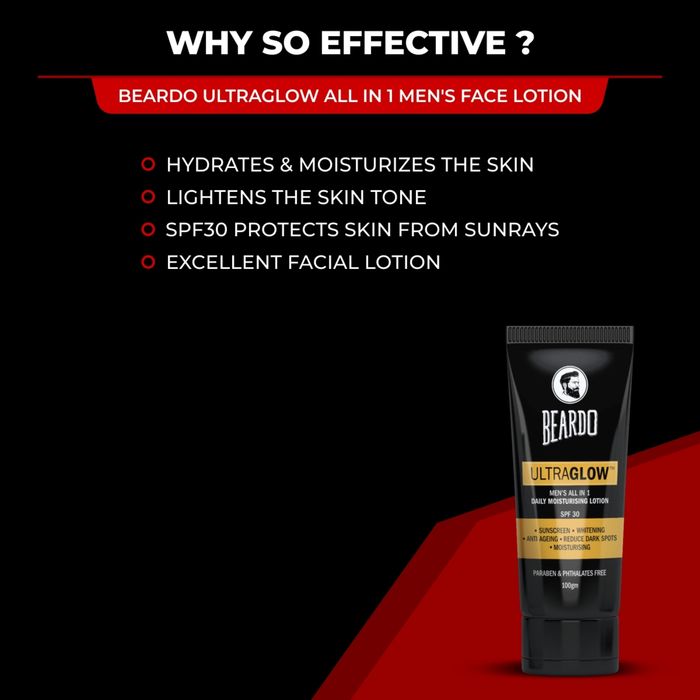 WHY SO EFFECTIVE ?
BEARDO ULTRAGLOW ALL IN 1 MEN'S FACE LOTION
HYDRATES & MOISTURIZES THE SKIN
LIGHTENS THE SKIN TONE
SPF30 PROTECTS SKIN FROM SUNRAYS
EXCELLENT FACIAL LOTION
BEARDO
ULTRAGLOW™
MEN'S ALL IN 1
DAILY MOISTURISING LOTION
SPF 30
• SUNSCREEN • WHITENING
• ANTI AGEING • REDUCE DARK SPOTS
• MOISTURISING
PARABEN & PHTHALATES FREE
100gm